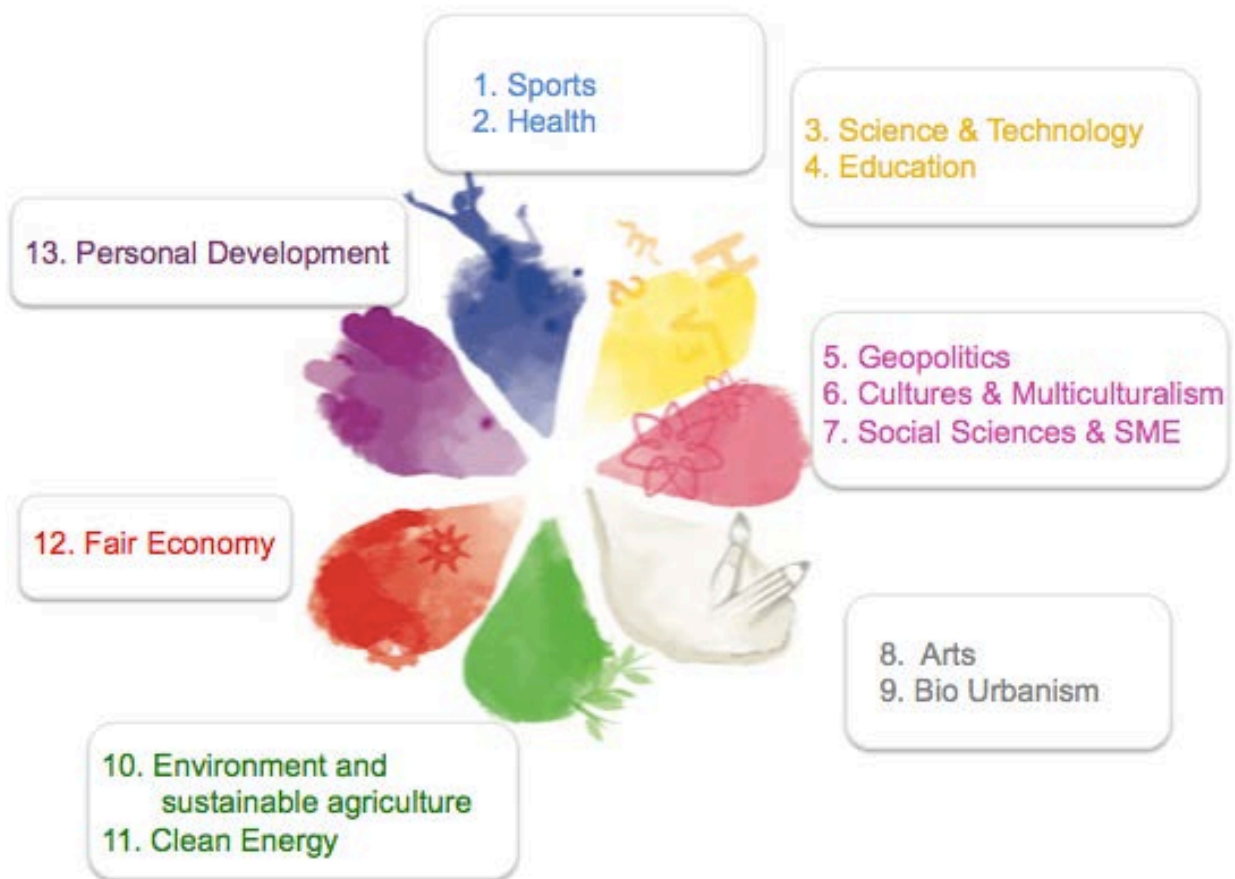 1. Sports
2. Health
3. Science & Technology
4. Education
13. Personal Development
5. Geopolitics
6. Cultures & Multiculturalism
7. Social Sciences & SME
12. Fair Economy
8. Arts
9. Bio Urbanism
10. Environment and
sustainable agriculture
11. Clean Energy